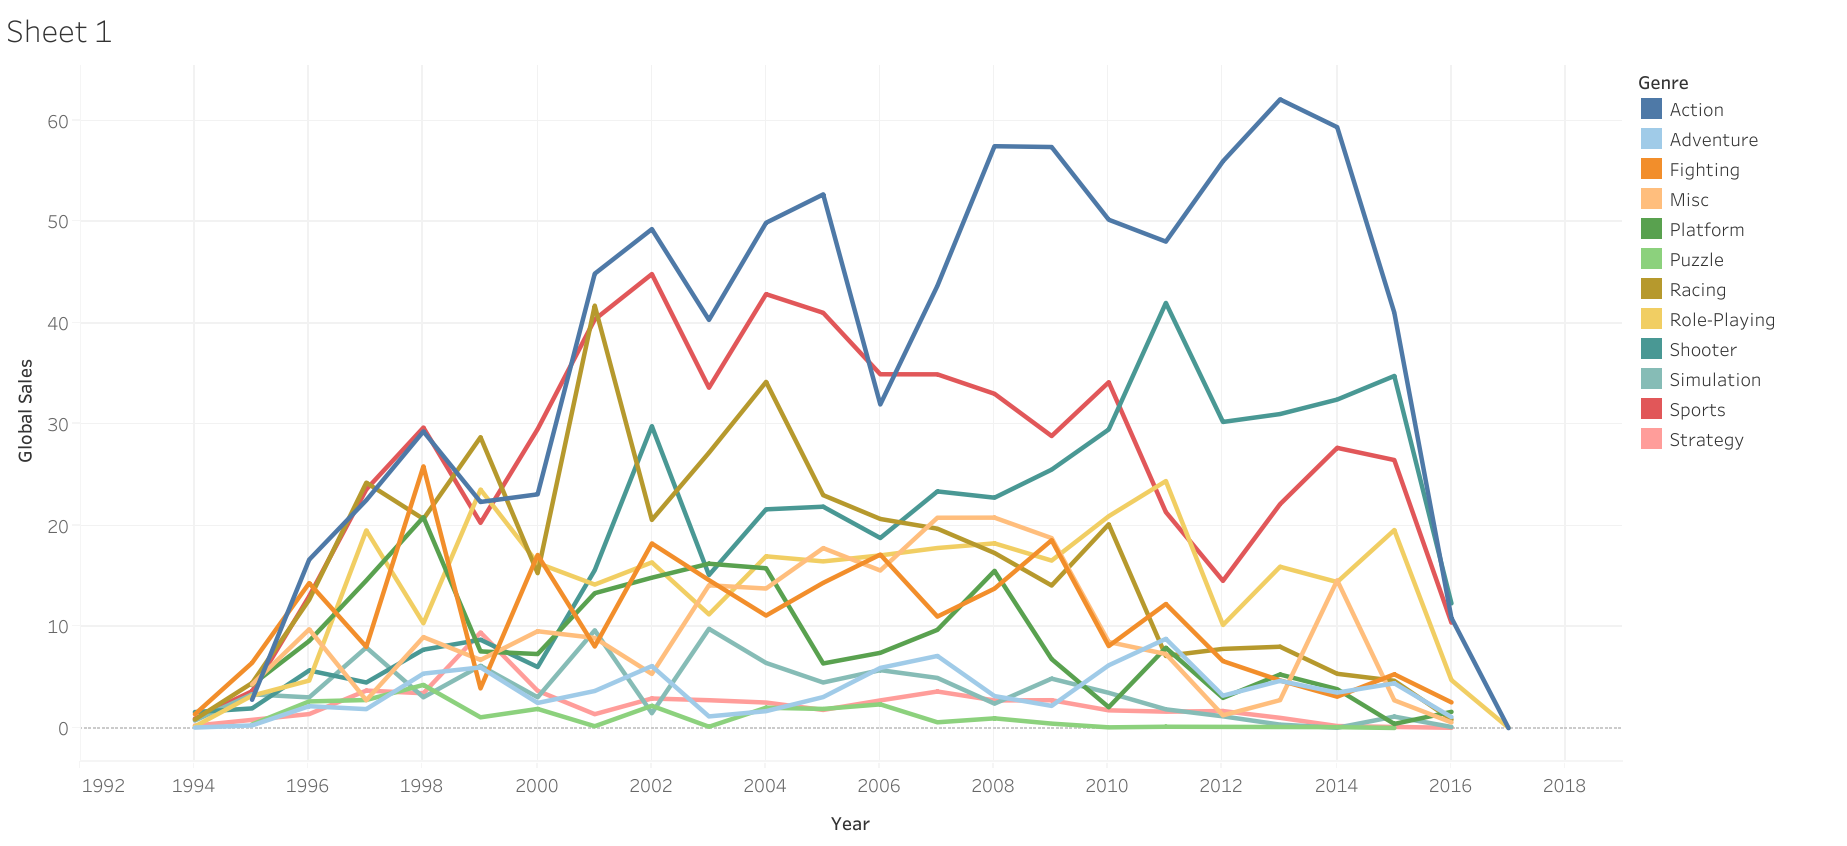 Sheet 1
Genre
Action
Adventure
Fighting
Misc
Platform
Puzzle
Racing
Role-Playing
Shooter
Simulation
Sports
Strategy
Global Sales
60
50
40
30
20
10
0
1992 1994 1996 1998 2000 2002 2004 2006 2008 2010 2012 2014 2016 2018
Year